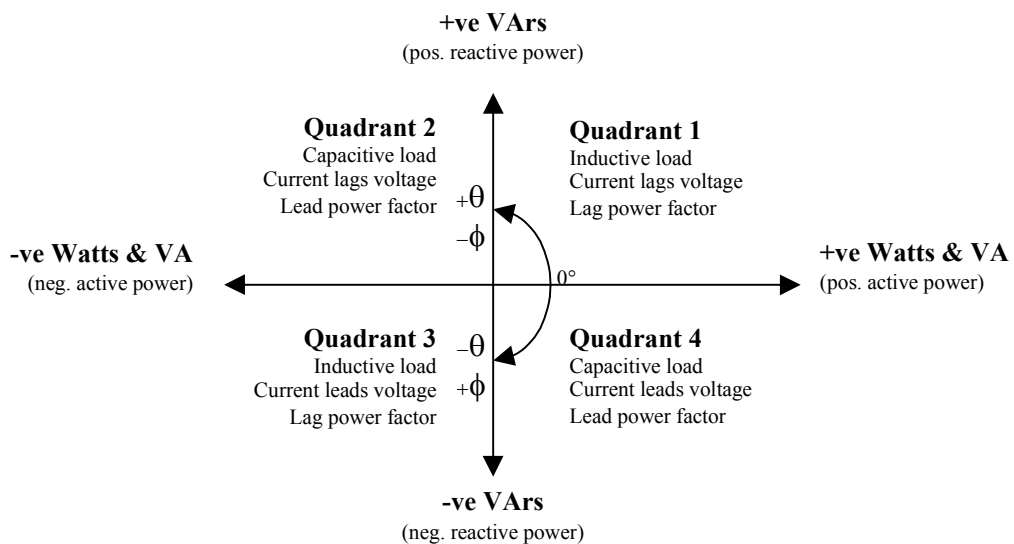 +ve VArs
(pos. reactive power)
Quadrant 2
Capacitive load
Current lags voltage
Lead power factor
Quadrant 1
Inductive load
Current lags voltage
Lag power factor
+θ
−ϕ
-ve Watts & VA
(neg. active power)
0°
+ve Watts & VA
(pos. active power)
Quadrant 3
Inductive load
Current leads voltage
Lag power factor
−θ
+ϕ
Quadrant 4
Capacitive load
Current leads voltage
Lead power factor
-ve VArs
(neg. reactive power)